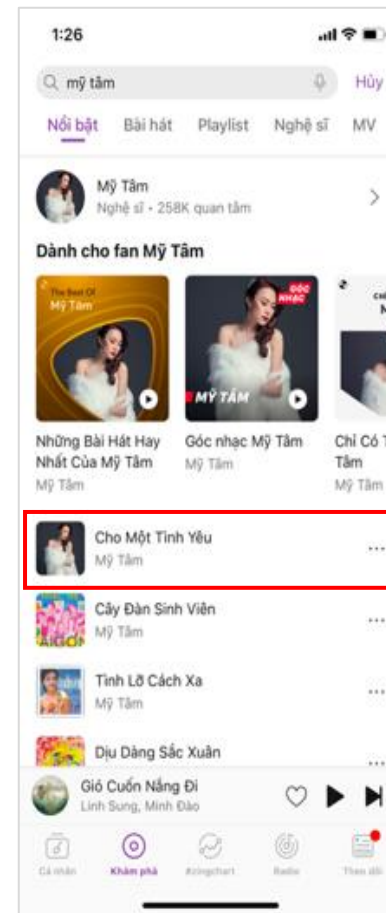 1:26
mỹ tâm
Hủy
Nổi bật Bài hát Playlist Nghệ sĩ MV
Mỹ Tâm
Nghệ sĩ • 258K quan tâm
Dành cho fan Mỹ Tâm
The Best Of
Mỹ Tâm
GÓC
NHẠC
MỸ TÂM
Những Bài Hát Hay
Nhất Của Mỹ Tâm
Mỹ Tâm
Góc nhạc Mỹ Tâm
Mỹ Tâm
Chỉ Có T
Tâm
Mỹ Tâm
Cho Một Tình Yêu
Mỹ Tâm
Cây Đàn Sinh Viên
Mỹ Tâm
Tình Lỡ Cách Xa
Mỹ Tâm
Dịu Dàng Sắc Xuân
Gió Cuốn Nắng Đi
Linh Sung, Minh Đào
Cá nhân Khám phá #zingchart Radio Theo dõi